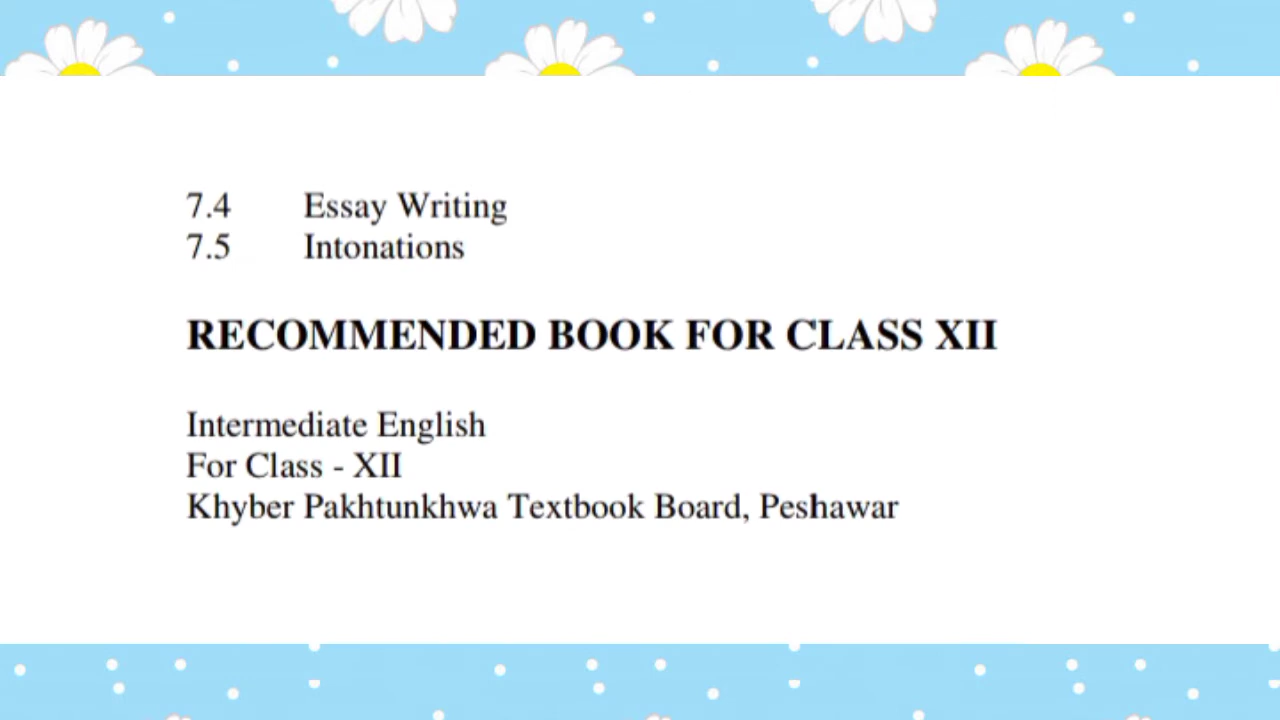 7.4 Essay Writing
7.5 Intonations
RECOMMENDED BOOK FOR CLASS XII
Intermediate English
For Class - XII
Khyber Pakhtunkhwa Textbook Board, Peshawar